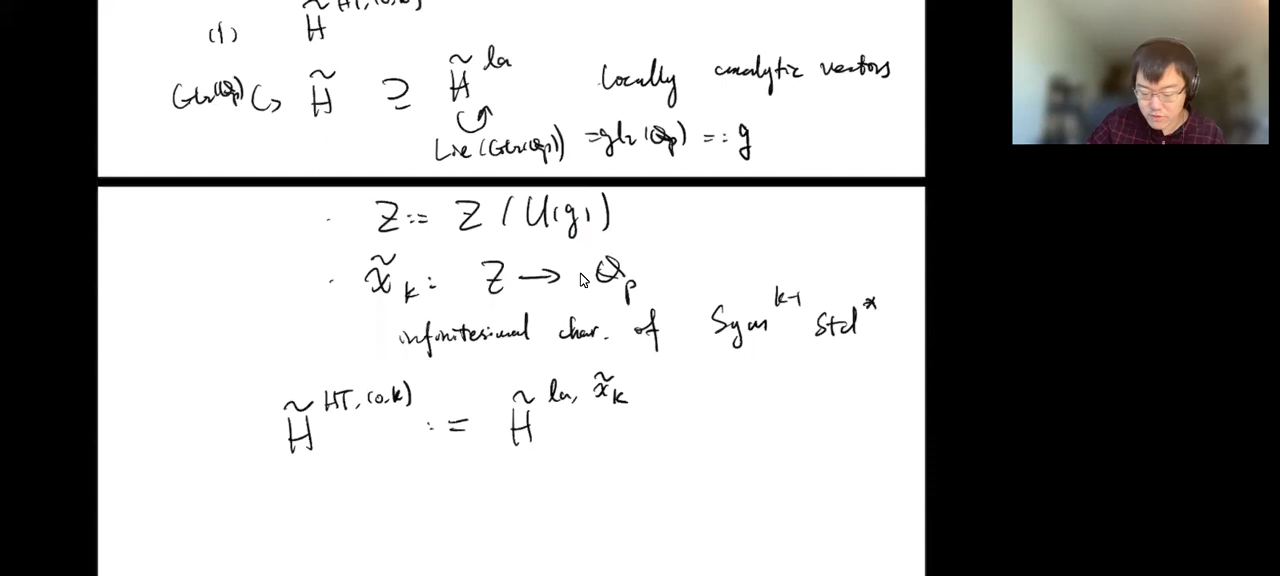 (1) H̃ HT, (0,k)
GL₂(Q_p) ↻ H̃ ⊇ H̃^{la} locally analytic vectors
Lie(GL₂(Q_p)) = gl₂(Q_p) =: g
· Z := Z(U(g))
· χ̃_k : Z → Q_p
infinitesimal char. of Sym^{k-1} Std^*
H̃^{HT, (0,k)} := H̃^{la, χ̃_k}